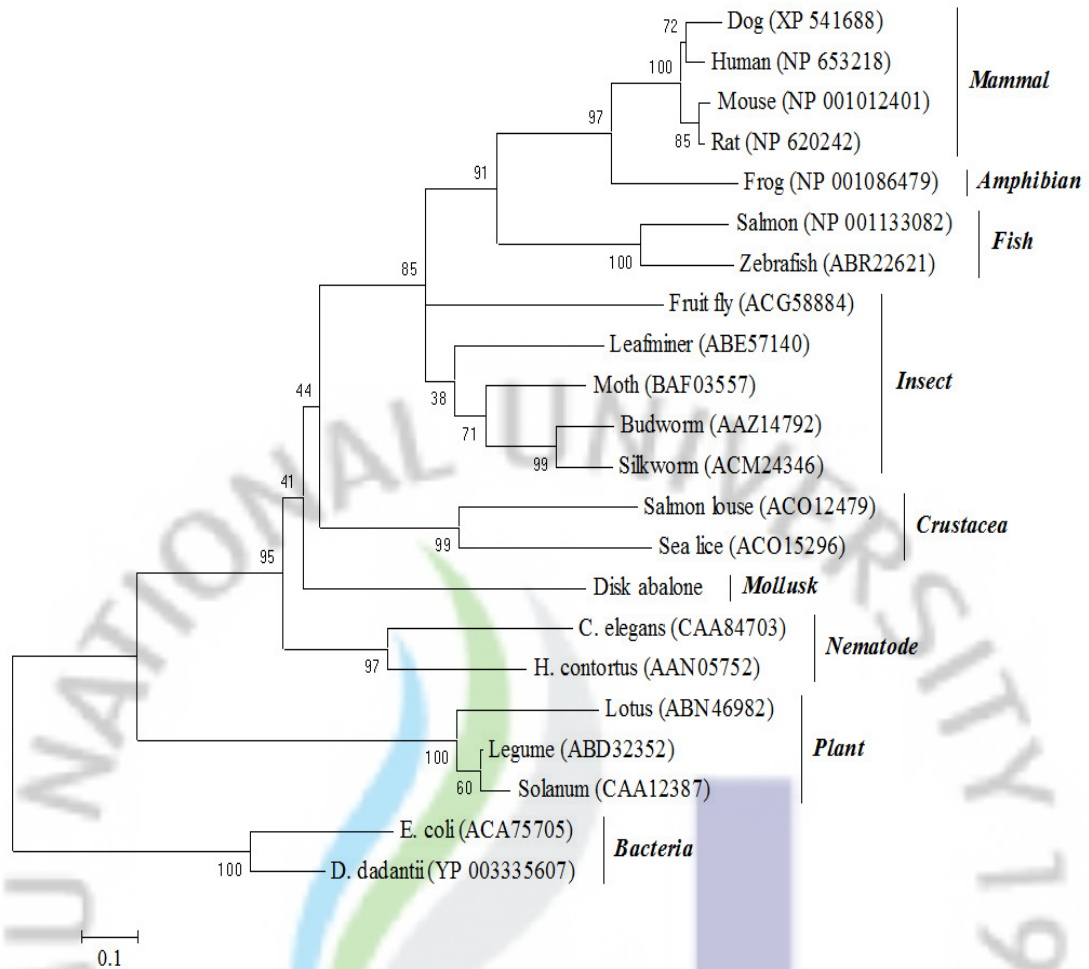 72
Dog (XP 541688)
Human (NP 653218)
100
Mammal
Mouse (NP 001012401)
97
85
Rat (NP 620242)
91
Frog (NP 001086479)
Amphibian
Salmon (NP 001133082)
Fish
100
Zebrafish (ABR22621)
85
Fruit fly (ACG58884)
Leafminer (ABE57140)
Insect
44
38
Moth (BAF03557)
71
Budworm (AAZ14792)
99
Silkworm (ACM24346)
41
Salmon louse (ACO12479)
Crustacea
99
Sea lice (ACO15296)
95
Disk abalone
Mollusk
C. elegans (CAA84703)
Nematode
97
H. contortus (AAN05752)
Lotus (ABN46982)
100
Legume (ABD32352)
Plant
60
Solanum (CAA12387)
E. coli (ACA75705)
Bacteria
100
D. dadantii (YP 003335607)
0.1
NU NATIONAL UNIVERSITY 19